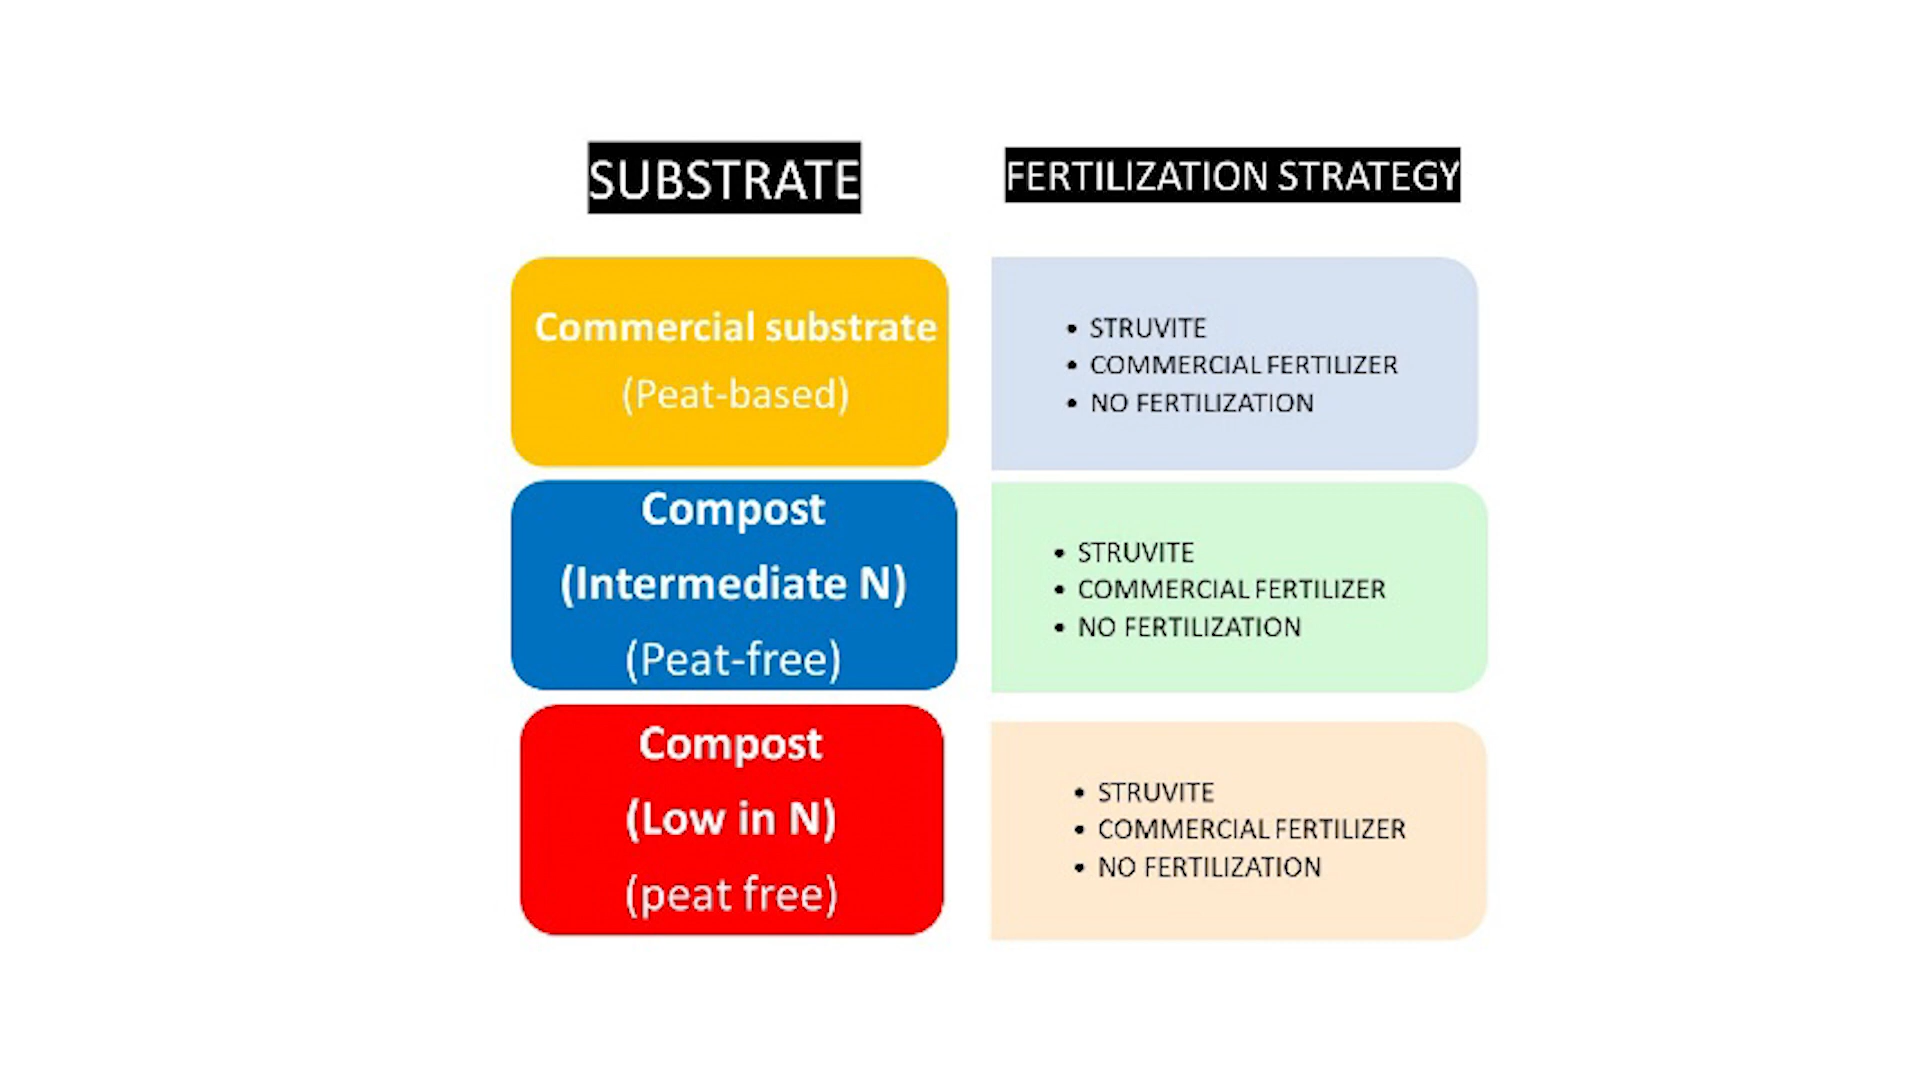 SUBSTRATE
FERTILIZATION STRATEGY
Commercial substrate
(Peat-based)
• STRUVITE
• COMMERCIAL FERTILIZER
• NO FERTILIZATION
Compost
(Intermediate N)
(Peat-free)
• STRUVITE
• COMMERCIAL FERTILIZER
• NO FERTILIZATION
Compost
(Low in N)
(peat free)
• STRUVITE
• COMMERCIAL FERTILIZER
• NO FERTILIZATION